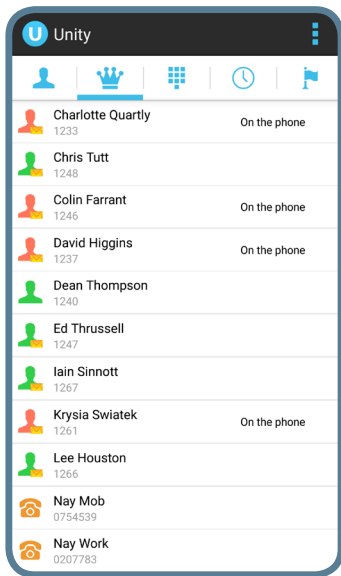 U Unity
Charlotte Quartly
1233
On the phone
Chris Tutt
1248
Colin Farrant
1246
On the phone
David Higgins
1237
On the phone
Dean Thompson
1240
Ed Thrussell
1247
Iain Sinnott
1267
Krysia Swiatek
1261
On the phone
Lee Houston
1266
Nay Mob
0754539
Nay Work
0207783